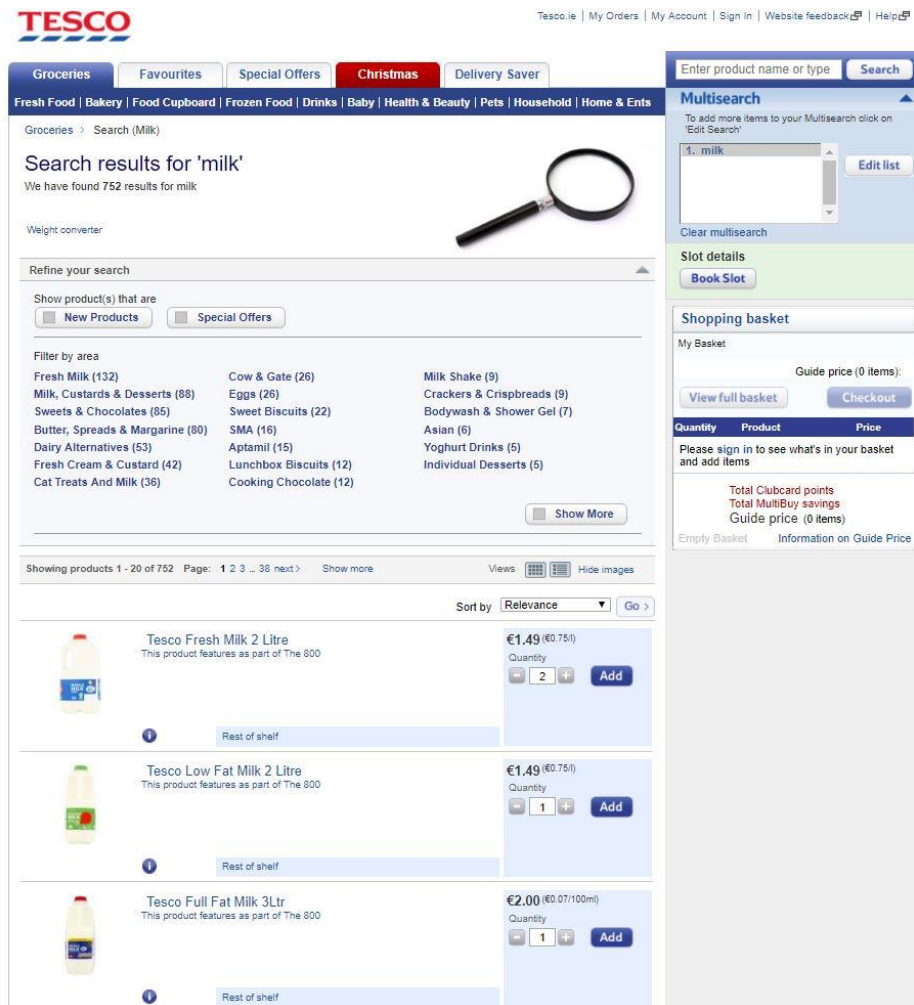 TESCO
Tesco.ie | My Orders | My Account | Sign In | Website feedback | Help
Groceries Favourites Special Offers Christmas Delivery Saver
Fresh Food | Bakery | Food Cupboard | Frozen Food | Drinks | Baby | Health & Beauty | Pets | Household | Home & Ents
Groceries > Search (Milk)
Search results for 'milk'
We have found 752 results for milk
Weight converter
Refine your search
Show product(s) that are
New Products Special Offers
Filter by area
Fresh Milk (132) Cow & Gate (26) Milk Shake (9)
Milk, Custards & Desserts (88) Eggs (26) Crackers & Crispbreads (9)
Sweets & Chocolates (85) Sweet Biscuits (22) Bodywash & Shower Gel (7)
Butter, Spreads & Margarine (80) SMA (16) Asian (6)
Dairy Alternatives (53) Aptamil (15) Yoghurt Drinks (5)
Fresh Cream & Custard (42) Lunchbox Biscuits (12) Individual Desserts (5)
Cat Treats And Milk (36) Cooking Chocolate (12)
Show More
Showing products 1 - 20 of 752 Page: 1 2 3 ... 38 next > Show more Views Hide images
Sort by Relevance Go >
Tesco Fresh Milk 2 Litre €1.49 (€0.75/l)
This product features as part of The 800
Quantity
2 Add
Rest of shelf
Tesco Low Fat Milk 2 Litre €1.49 (€0.75/l)
This product features as part of The 800
Quantity
1 Add
Rest of shelf
Tesco Full Fat Milk 3Ltr €2.00 (€0.07/100ml)
This product features as part of The 800
Quantity
1 Add
Rest of shelf
Enter product name or type Search
Multisearch
To add more items to your Multisearch click on
'Edit Search'
1. milk
Edit list
Clear multisearch
Slot details
Book Slot
Shopping basket
My Basket
Guide price (0 items):
View full basket Checkout
Quantity Product Price
Please sign in to see what's in your basket
and add items
Total Clubcard points
Total MultiBuy savings
Guide price (0 items)
Empty Basket Information on Guide Price